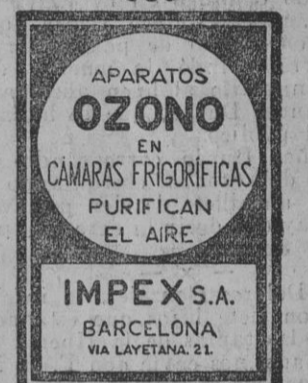 APARATOS
OZONO
EN
CÁMARAS FRIGORÍFICAS
PURIFICAN
EL AIRE
IMPEX S.A.
BARCELONA
VIA LAYETANA. 21.